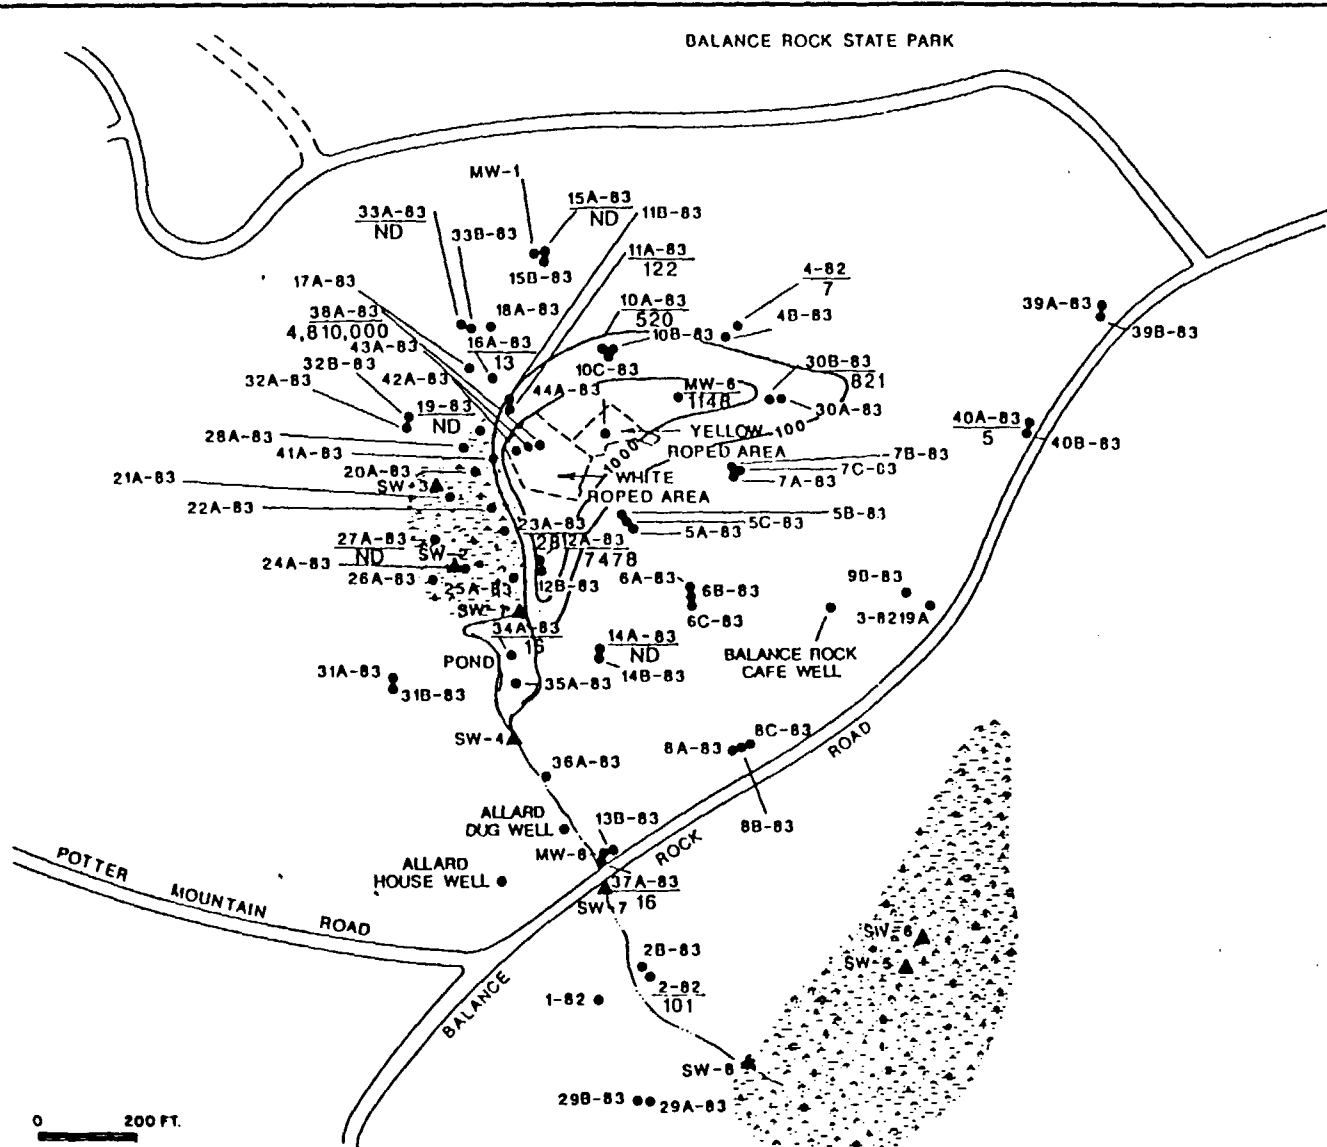 BALANCE ROCK STATE PARK
MW-1
15A-83
ND
11B-83
33A-83
ND
33B-83
11A-83
122
15B-83
4-82
7
17A-83
10A-83
520
39A-83
38A-83
4,810,000
18A-83
10B-83
4B-83
39B-83
43A-83
16A-83
13
32B-83
10C-83
30B-83
821
32A-83
42A-83
44A-83
MW-6
1148
30A-83
19-83
ND
YELLOW
ROPED AREA
100
40A-83
5
40B-83
28A-83
1000
7B-83
41A-83
7C-83
20A-83
WHITE
ROPED AREA
7A-83
21A-83
SW-3
22A-83
5B-83
5C-83
23A-83
28
5A-83
27A-83
ND
SW-2
12A-83
7478
24A-83
26A-83
25A-83
12B-83
6A-83
6B-83
9B-83
SW-1
6C-83
3-82
19A
34A-83
16
14A-83
ND
BALANCE ROCK
CAFE WELL
POND
31A-83
14B-83
35A-83
31B-83
SW-4
8C-83
8A-83
ROAD
36A-83
ALLARD
DUG WELL
13B-83
8B-83
MW-8
ROCK
POTTER MOUNTAIN ROAD
ALLARD
HOUSE WELL
37A-83
16
SW-7
SW-6
2B-83
SW-5
2-82
101
1-82
BALANCE
SW-8
29B-83
29A-83
0 200 FT.